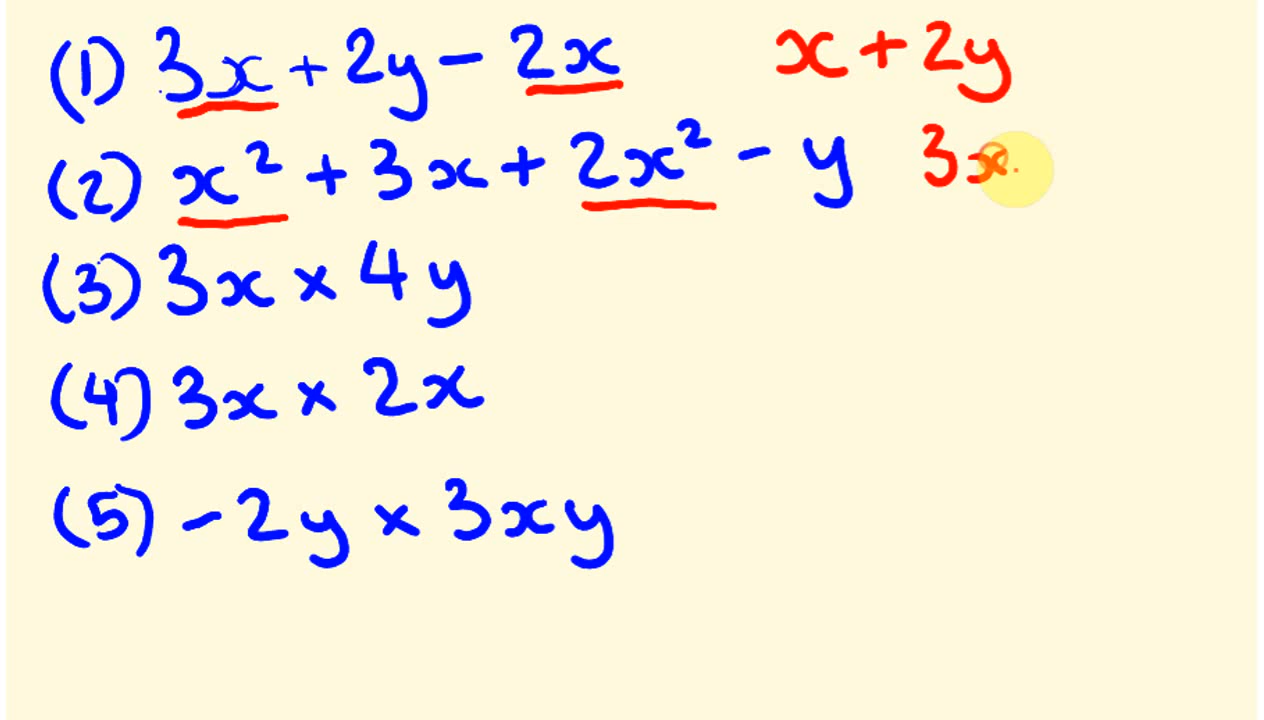 (1) 3x + 2y - 2x x + 2y
(2) x² + 3x + 2x² - y 3x
(3) 3x × 4y
(4) 3x × 2x
(5) -2y × 3xy